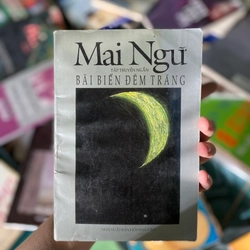 Mai Ngữ
TẬP TRUYỆN NGẮN
BÃI BIỂN ĐÊM TRĂNG